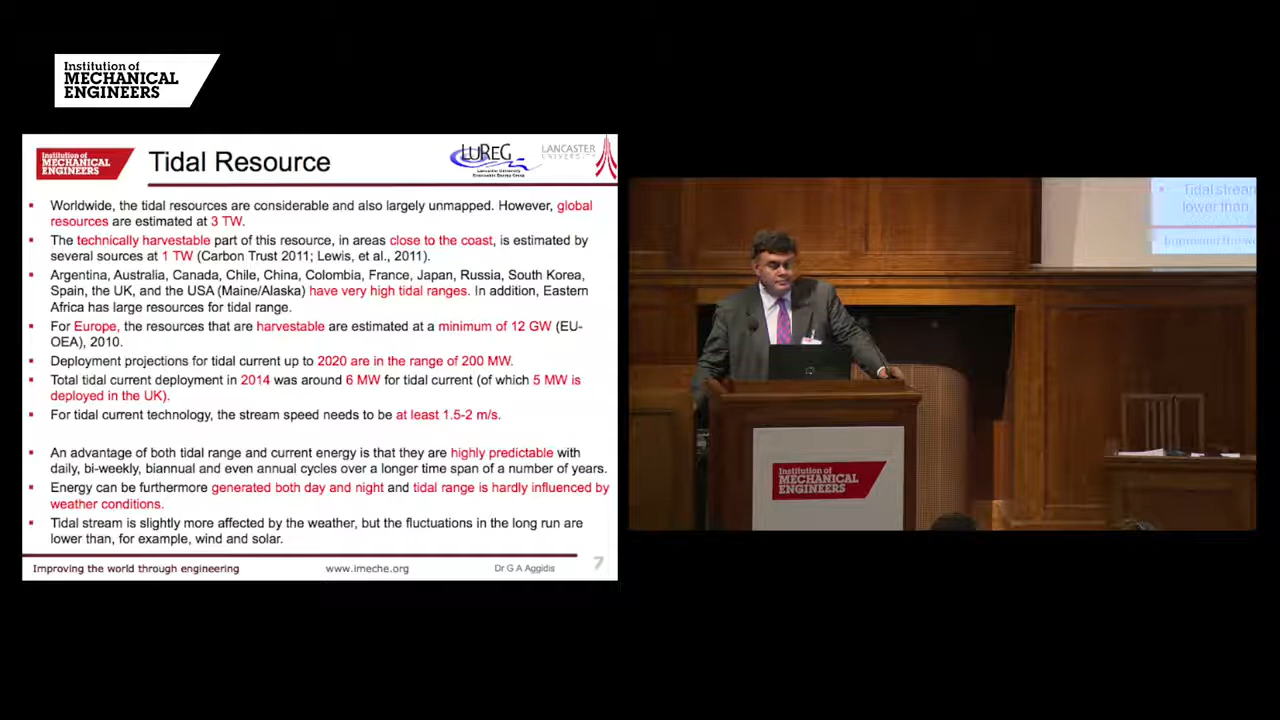 Institution of
MECHANICAL
ENGINEERS
Institution of
MECHANICAL
ENGINEERS
Tidal Resource
LUREG
Lancaster University
Renewable Energy Group
LANCASTER
UNIVERSITY
Worldwide, the tidal resources are considerable and also largely unmapped. However, global
resources are estimated at 3 TW.
The technically harvestable part of this resource, in areas close to the coast, is estimated by
several sources at 1 TW (Carbon Trust 2011; Lewis, et al., 2011).
Argentina, Australia, Canada, Chile, China, Colombia, France, Japan, Russia, South Korea,
Spain, the UK, and the USA (Maine/Alaska) have very high tidal ranges. In addition, Eastern
Africa has large resources for tidal range.
For Europe, the resources that are harvestable are estimated at a minimum of 12 GW (EU-
OEA), 2010.
Deployment projections for tidal current up to 2020 are in the range of 200 MW.
Total tidal current deployment in 2014 was around 6 MW for tidal current (of which 5 MW is
deployed in the UK).
For tidal current technology, the stream speed needs to be at least 1.5-2 m/s.
An advantage of both tidal range and current energy is that they are highly predictable with
daily, bi-weekly, biannual and even annual cycles over a longer time span of a number of years.
Energy can be furthermore generated both day and night and tidal range is hardly influenced by
weather conditions.
Tidal stream is slightly more affected by the weather, but the fluctuations in the long run are
lower than, for example, wind and solar.
Improving the world through engineering
www.imeche.org
Dr G A Aggidis
7
Tidal stream
lower than
Improving the wo
Institution of
MECHANICAL
ENGINEERS